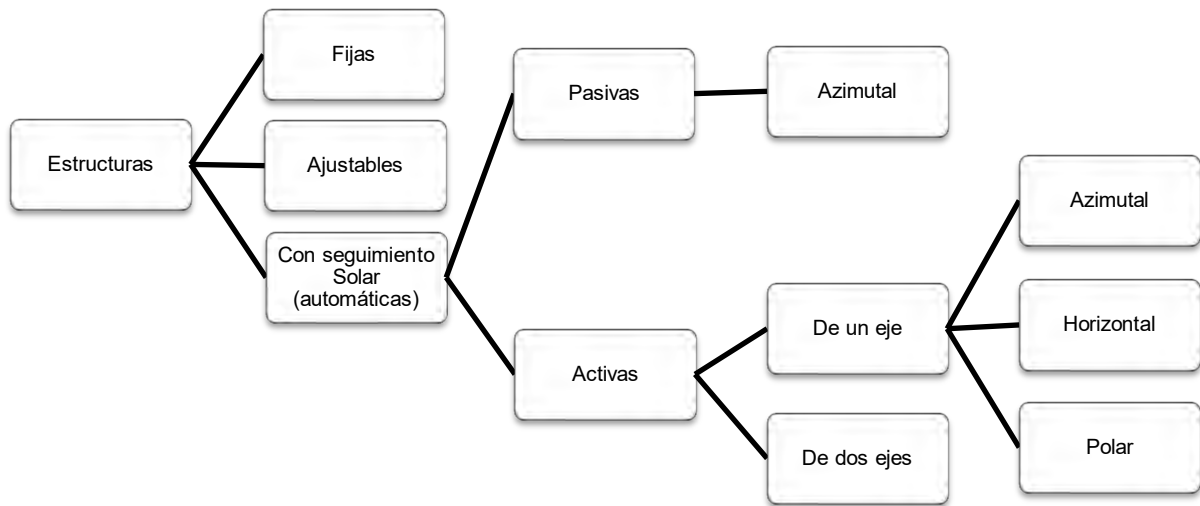 Estructuras
Fijas
Ajustables
Con seguimiento
Solar
(automáticas)
Pasivas
Azimutal
Activas
De un eje
De dos ejes
Azimutal
Horizontal
Polar